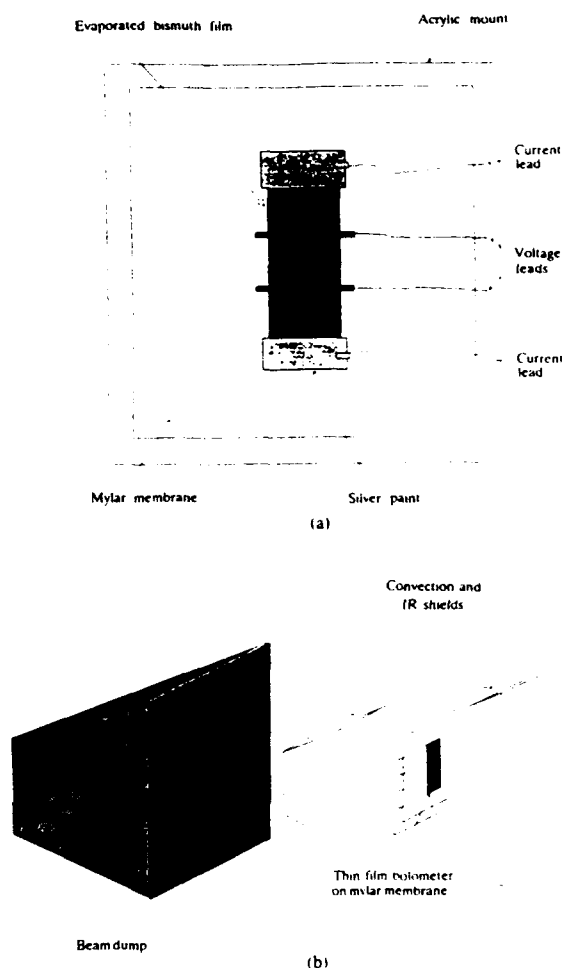 Evaporated bismuth film
Acrylic mount
Current
lead
Voltage
leads
Current
lead
Mylar membrane
Silver paint
(a)
Convection and
IR shields
Thin film bolometer
on mylar membrane
Beam dump
(b)